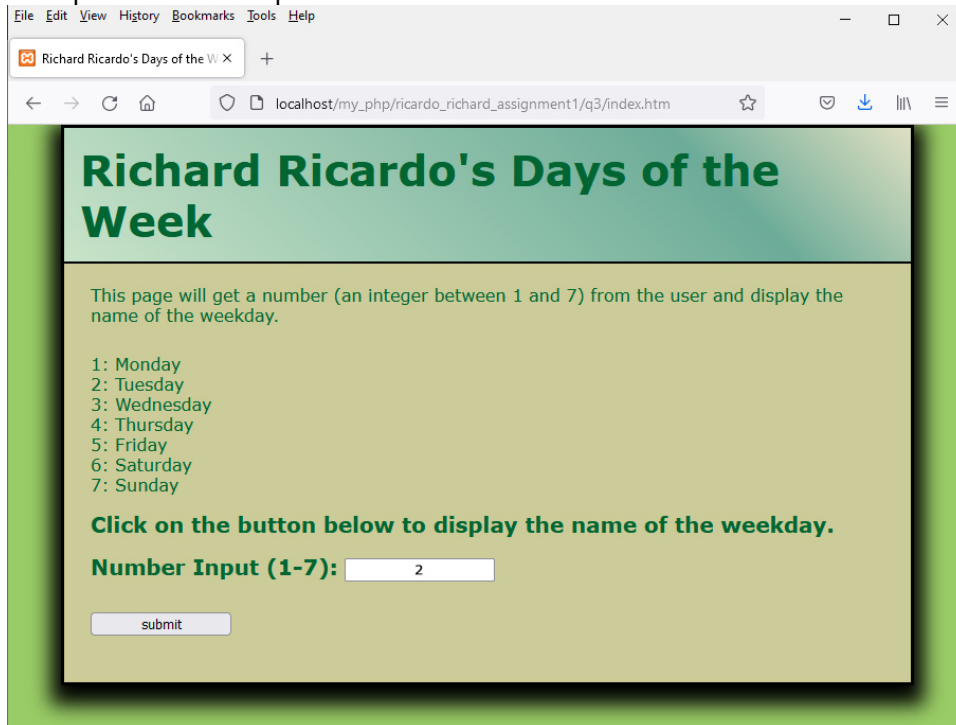 File Edit View History Bookmarks Tools Help
Richard Ricardo's Days of the W
localhost/my_php/ricardo_richard_assignment1/q3/index.htm
Richard Ricardo's Days of the
Week
This page will get a number (an integer between 1 and 7) from the user and display the
name of the weekday.
1: Monday
2: Tuesday
3: Wednesday
4: Thursday
5: Friday
6: Saturday
7: Sunday
Click on the button below to display the name of the weekday.
Number Input (1-7): 2
submit